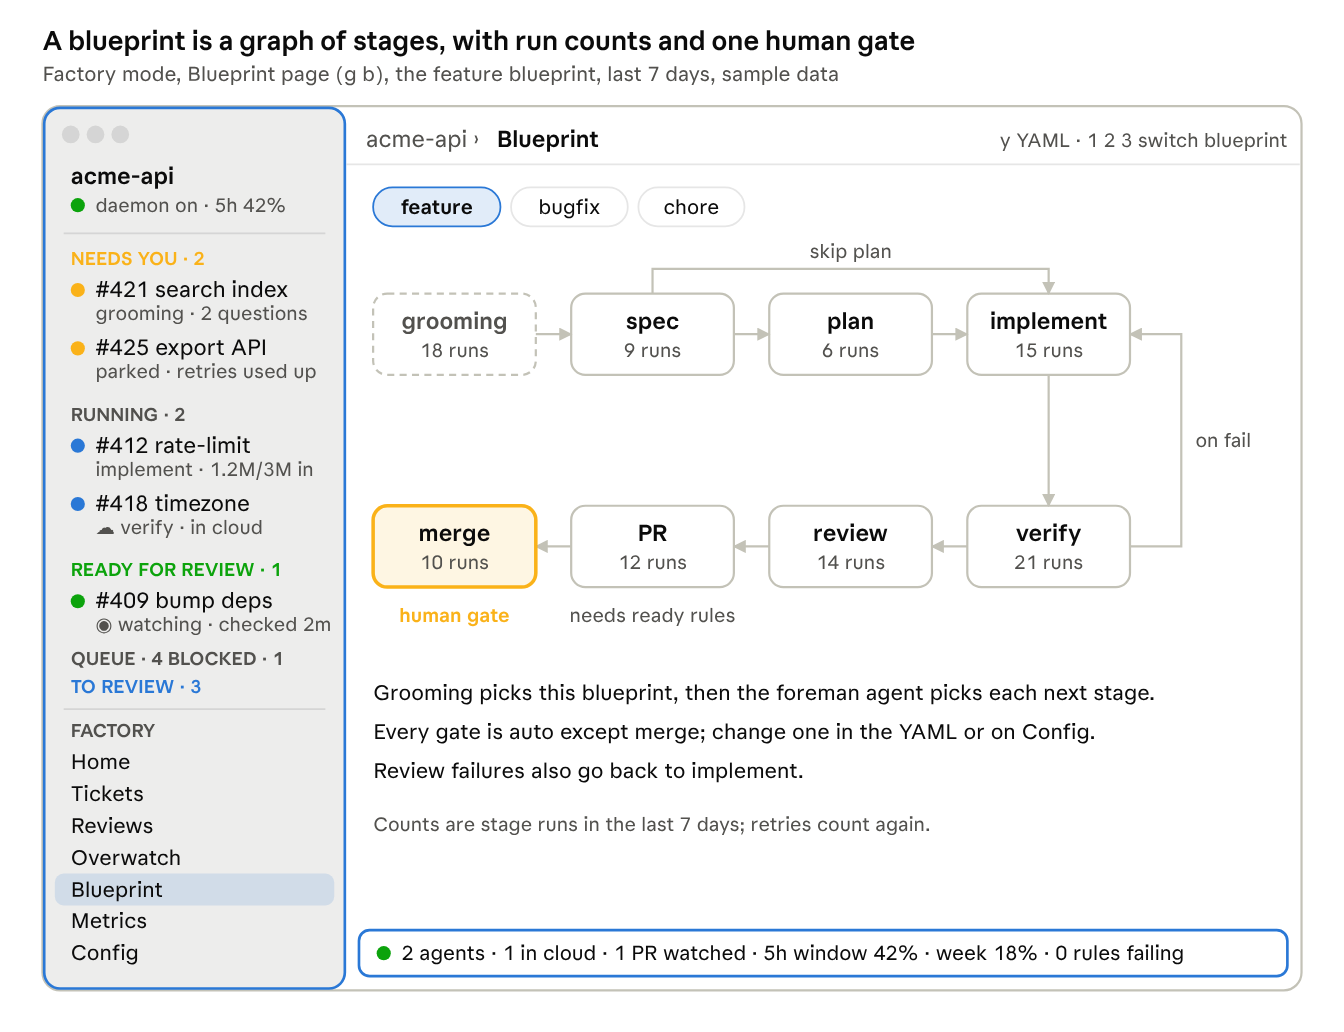 A blueprint is a graph of stages, with run counts and one human gate
Factory mode, Blueprint page (g b), the feature blueprint, last 7 days, sample data
acme-api
daemon on · 5h 42%
NEEDS YOU · 2
#421 search index
grooming · 2 questions
#425 export API
parked · retries used up
RUNNING · 2
#412 rate-limit
implement · 1.2M/3M in
#418 timezone
☁ verify · in cloud
READY FOR REVIEW · 1
#409 bump deps
◉ watching · checked 2m
QUEUE · 4 BLOCKED · 1
TO REVIEW · 3
FACTORY
Home
Tickets
Reviews
Overwatch
Blueprint
Metrics
Config
acme-api › Blueprint
y YAML · 1 2 3 switch blueprint
feature
bugfix
chore
skip plan
grooming
18 runs
spec
9 runs
plan
6 runs
implement
15 runs
on fail
merge
10 runs
PR
12 runs
review
14 runs
verify
21 runs
human gate
needs ready rules
Grooming picks this blueprint, then the foreman agent picks each next stage.
Every gate is auto except merge; change one in the YAML or on Config.
Review failures also go back to implement.
Counts are stage runs in the last 7 days; retries count again.
2 agents · 1 in cloud · 1 PR watched · 5h window 42% · week 18% · 0 rules failing